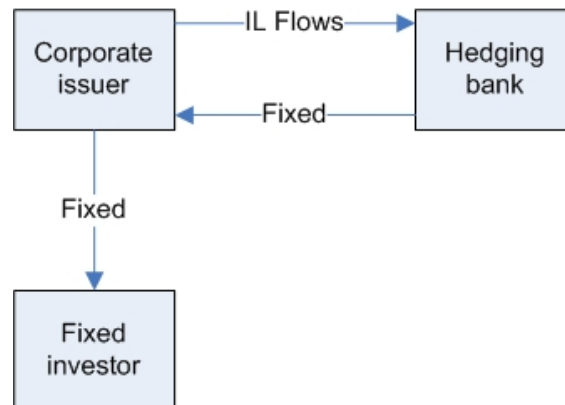 IL Flows
Corporate
issuer
Hedging
bank
Fixed
Fixed
Fixed
investor